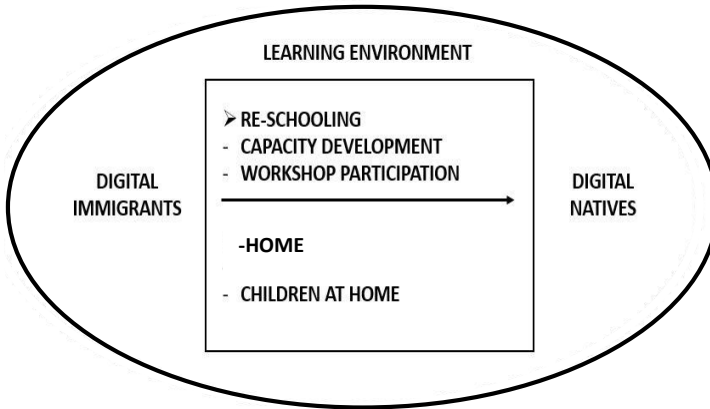 LEARNING ENVIRONMENT
➢ RE-SCHOOLING
- CAPACITY DEVELOPMENT
- WORKSHOP PARTICIPATION
DIGITAL
IMMIGRANTS
DIGITAL
NATIVES
-HOME
- CHILDREN AT HOME